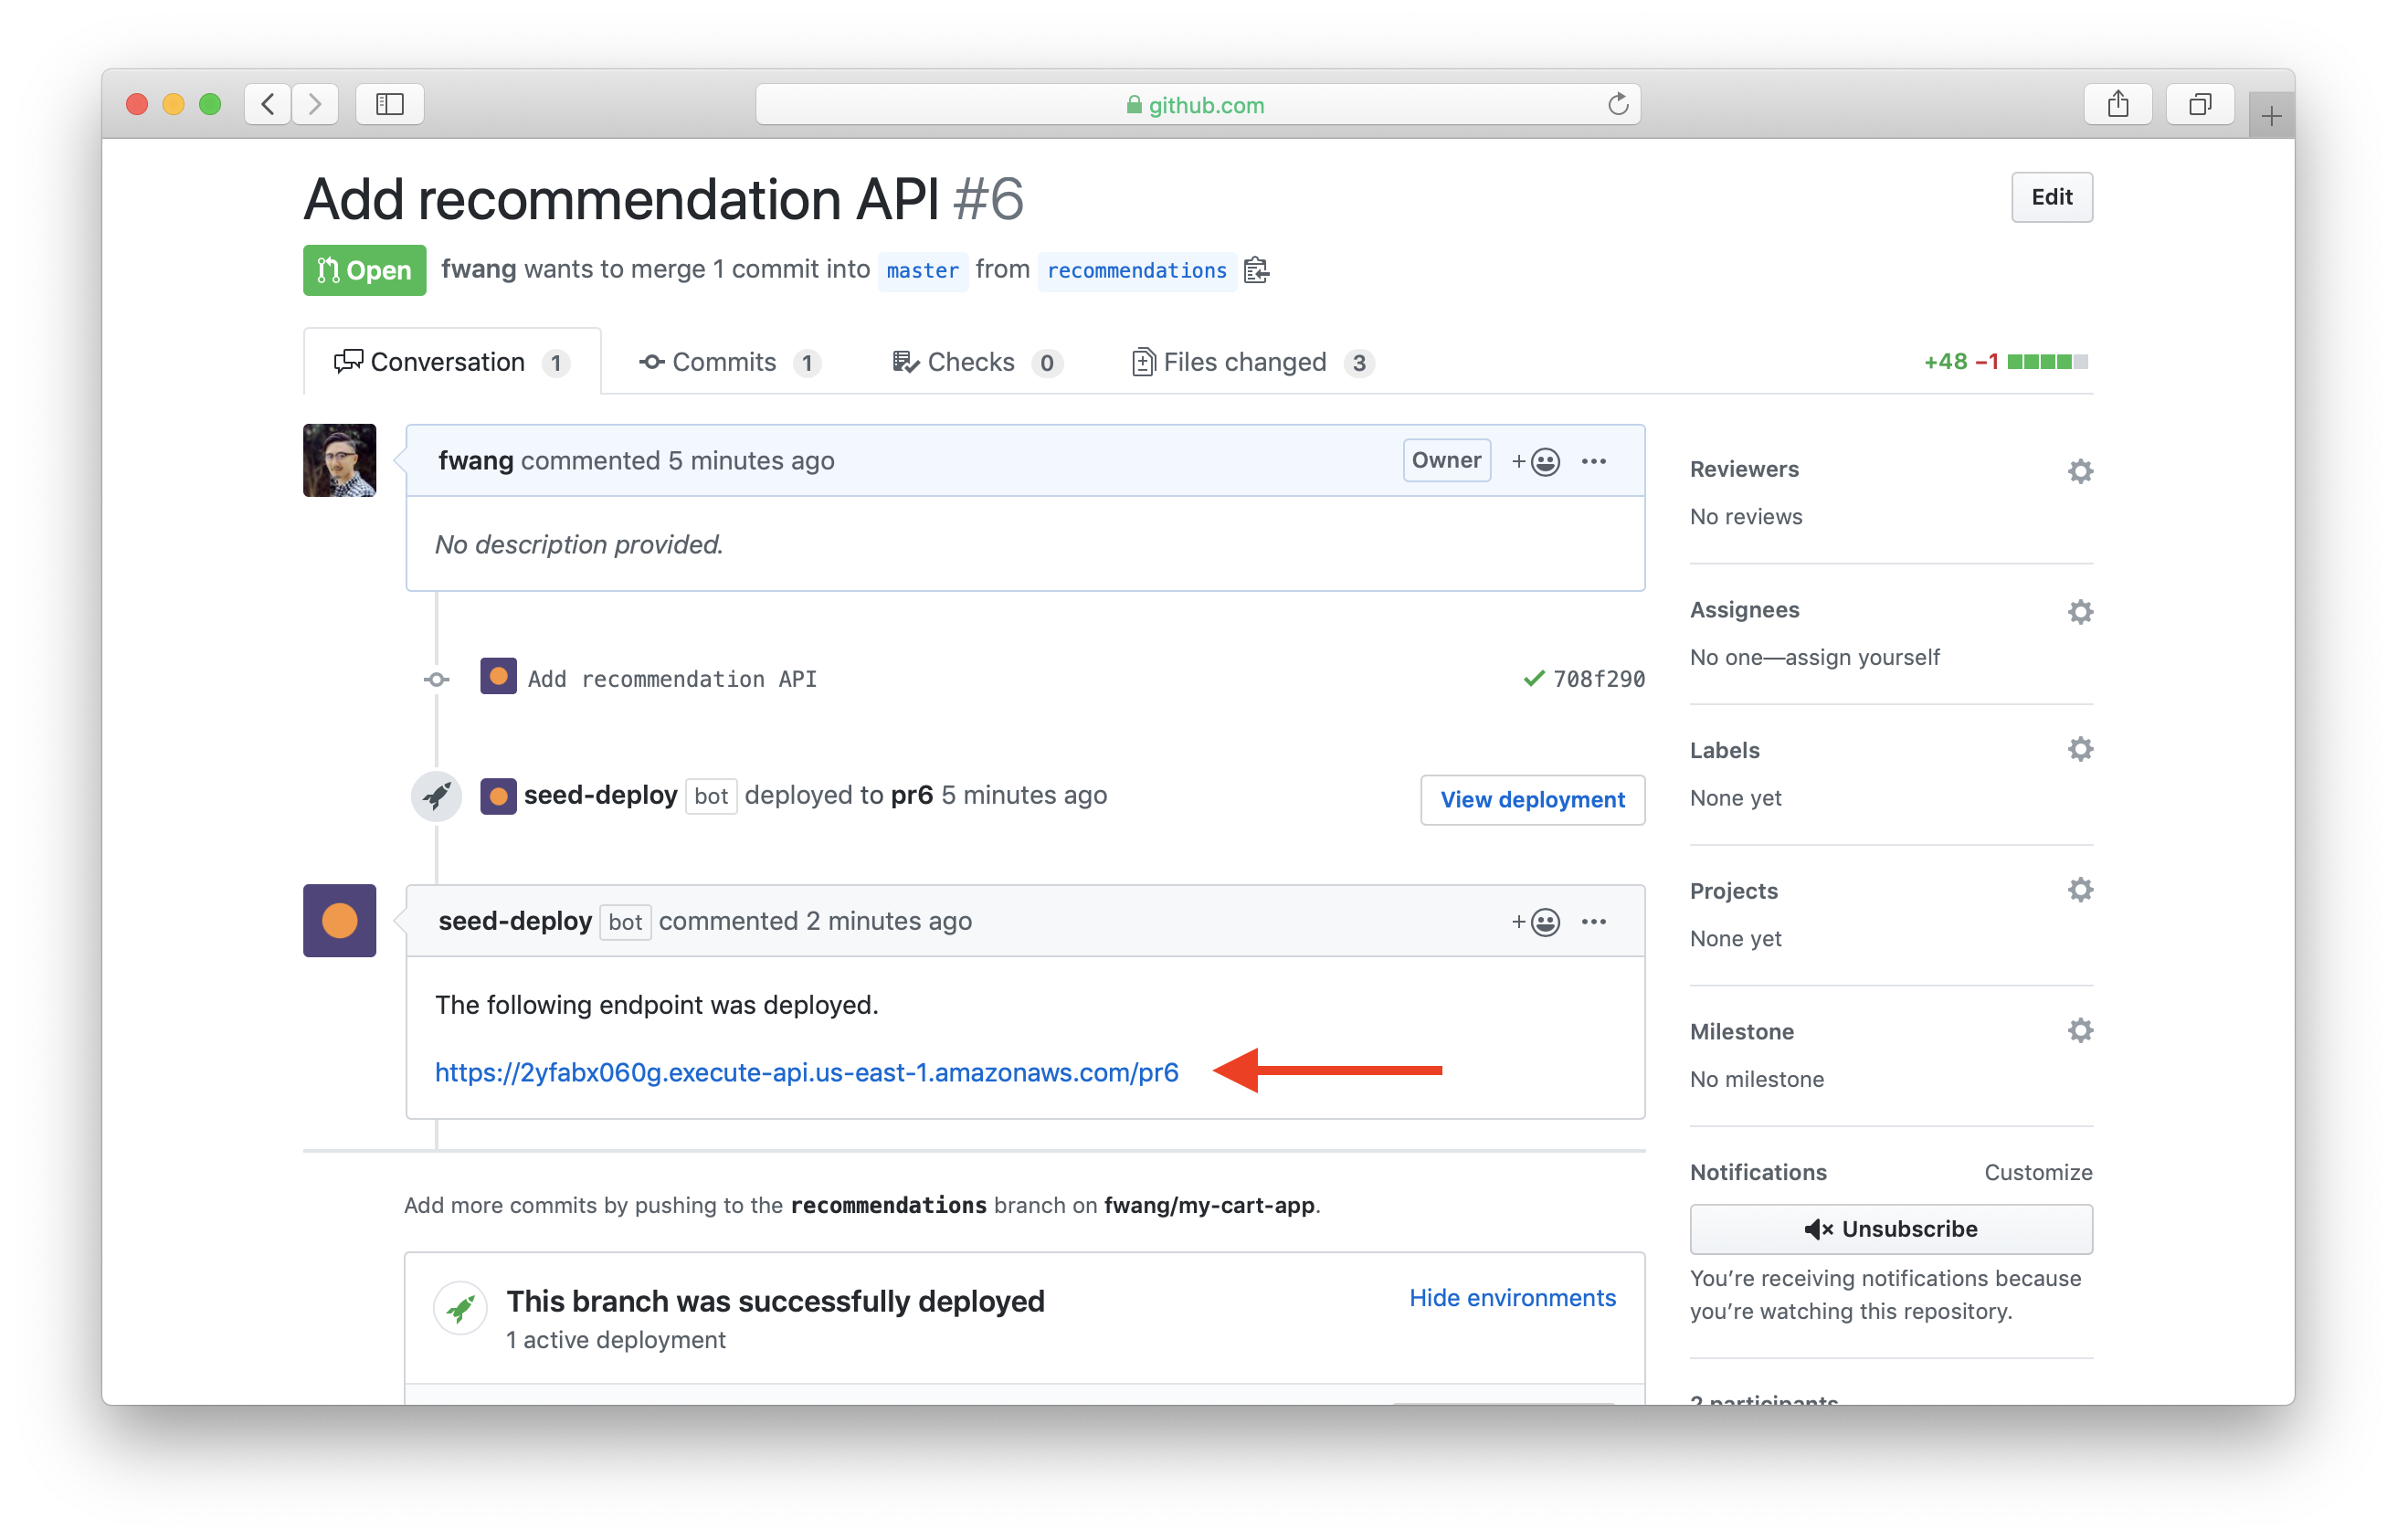 github.com
Add recommendation API #6
Edit
Open fwang wants to merge 1 commit into master from recommendations
Conversation 1 Commits 1 Checks 0 Files changed 3 +48 −1
fwang commented 5 minutes ago Owner
No description provided.
Add recommendation API 708f290
seed-deploy bot deployed to pr6 5 minutes ago View deployment
seed-deploy bot commented 2 minutes ago
The following endpoint was deployed.
https://2yfabx060g.execute-api.us-east-1.amazonaws.com/pr6
Add more commits by pushing to the recommendations branch on fwang/my-cart-app.
This branch was successfully deployed
1 active deployment
Hide environments
Reviewers
No reviews
Assignees
No one—assign yourself
Labels
None yet
Projects
None yet
Milestone
No milestone
Notifications Customize
Unsubscribe
You’re receiving notifications because
you’re watching this repository.
2 participants